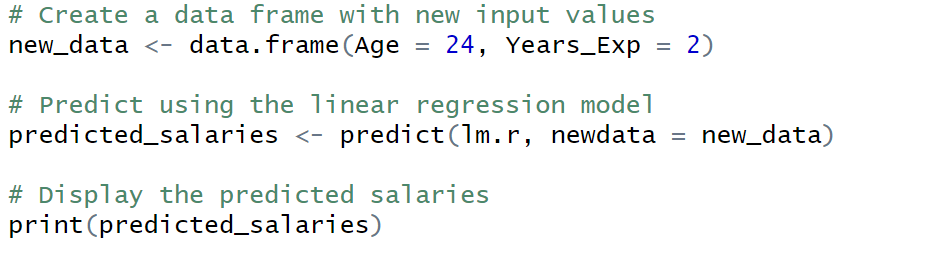 # Create a data frame with new input values
new_data <- data.frame(Age = 24, Years_Exp = 2)
# Predict using the linear regression model
predicted_salaries <- predict(lm.r, newdata = new_data)
# Display the predicted salaries
print(predicted_salaries)